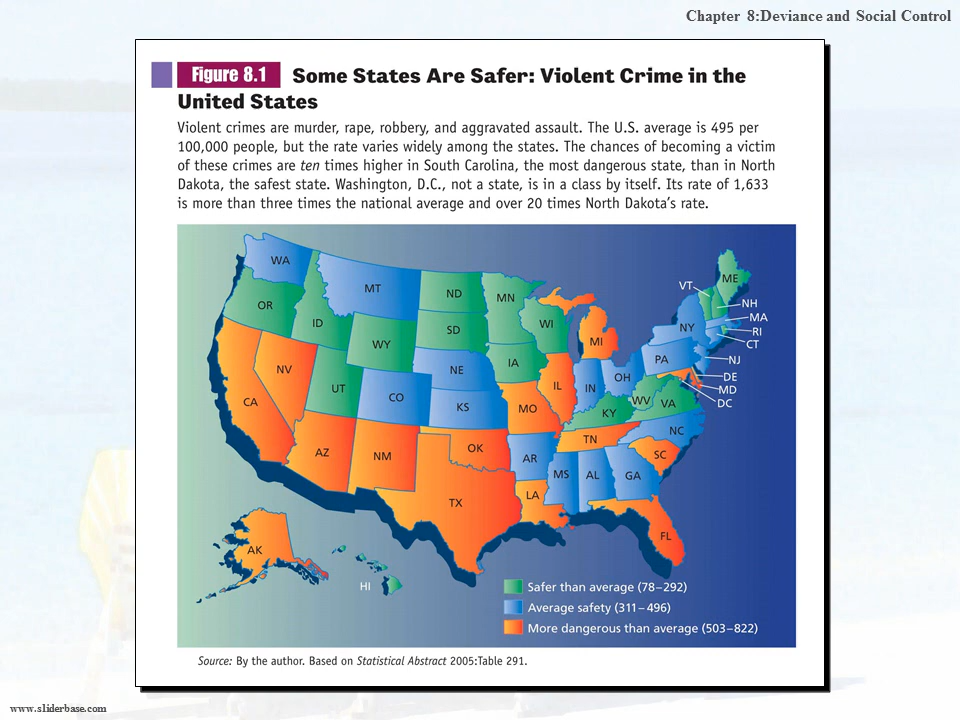 Chapter 8:Deviance and Social Control
Figure 8.1 Some States Are Safer: Violent Crime in the
United States
Violent crimes are murder, rape, robbery, and aggravated assault. The U.S. average is 495 per
100,000 people, but the rate varies widely among the states. The chances of becoming a victim
of these crimes are ten times higher in South Carolina, the most dangerous state, than in North
Dakota, the safest state. Washington, D.C., not a state, is in a class by itself. Its rate of 1,633
is more than three times the national average and over 20 times North Dakota's rate.
WA
MT
ND
MN
OR
ID
WY
SD
WI
MI
ME
VT
NH
MA
RI
CT
NY
NJ
PA
DE
MD
DC
NV
UT
CO
NE
IA
IL
IN
OH
WV
VA
CA
KS
MO
KY
NC
AZ
NM
OK
AR
TN
SC
TX
LA
MS
AL
GA
FL
AK
HI
Safer than average (78–292)
Average safety (311–496)
More dangerous than average (503–822)
Source: By the author. Based on Statistical Abstract 2005:Table 291.
www.sliderbase.com